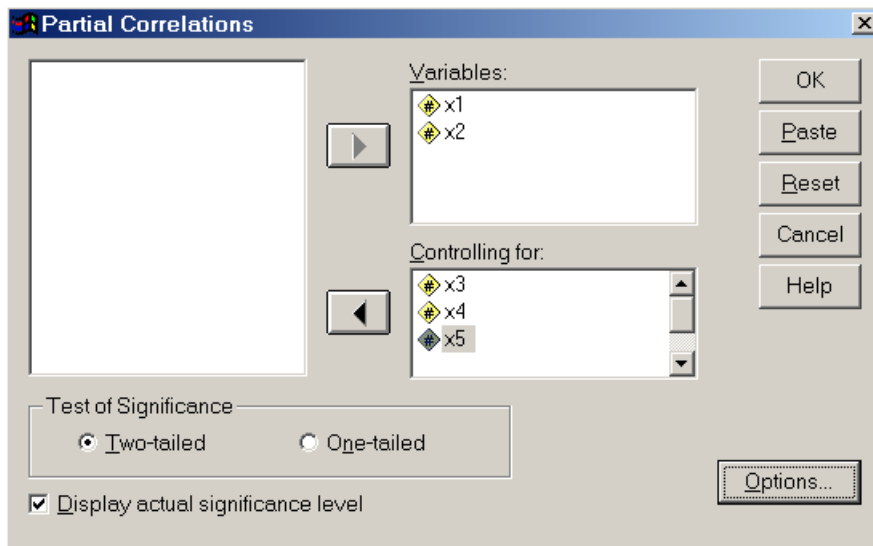 Partial Correlations
Variables:
x1
x2
Controlling for:
x3
x4
x5
OK
Paste
Reset
Cancel
Help
Test of Significance
Two-tailed
One-tailed
Display actual significance level
Options...